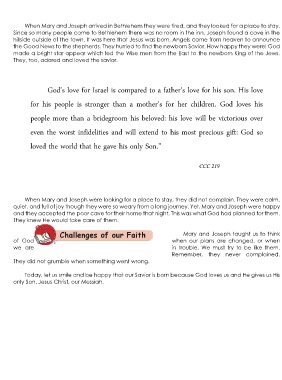 When Mary and Joseph arrived in Bethlehem they were tired, and they looked for a place to stay.
Since so many people came to Bethlehem there was no room in the inn. Joseph found a cave in the
hillside outside of the town. It was here that Jesus was born. Angels came from heaven to announce
the Good News to the shepherds. They hurried to find the newborn Savior. How happy they were! God
made a bright star appear which led the Wise men from the East to the newborn King of the Jews.
They, too, adored and loved the savior.
God's love for Israel is compared to a father's love for his son. His love
for his people is stronger than a mother's for her children. God loves his
people more than a bridegroom his beloved; his love will be victorious over
even the worst infidelities and will extend to his most precious gift: God so
loved the world that he gave his only Son."
CCC 219
When Mary and Joseph were looking for a place to stay, they did not complain. They were calm,
quiet, and full of joy though they were so weary from a long journey. Yet, Mary and Joseph were happy
and they accepted the poor cave for their home that night. This was what God had planned for them.
They knew He would take care of them.
Challenges of our Faith
Mary and Joseph taught us to think
of God when our plans are changed, or when
we are in trouble. We must try to be like them.
Remember, they never complained.
They did not grumble when something went wrong.
Today, let us smile and be happy that our Savior is born because God loves us and He gives us His
only Son, Jesus Christ, our Messiah.